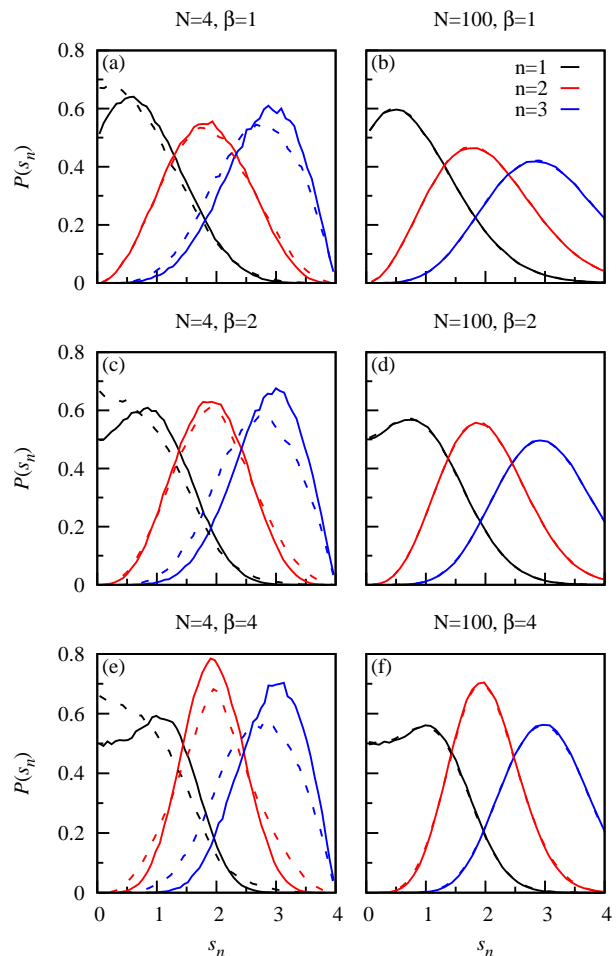 N=4, β=1 N=100, β=1
0.8 (a) (b) n=1
n=2
0.6 n=3
P(s_n)
0.4
0.2
0
N=4, β=2 N=100, β=2
0.8 (c) (d)
0.6
P(s_n)
0.4
0.2
0
N=4, β=4 N=100, β=4
0.8 (e) (f)
0.6
P(s_n)
0.4
0.2
0
0 1 2 3 4 1 2 3 4
s_n s_n